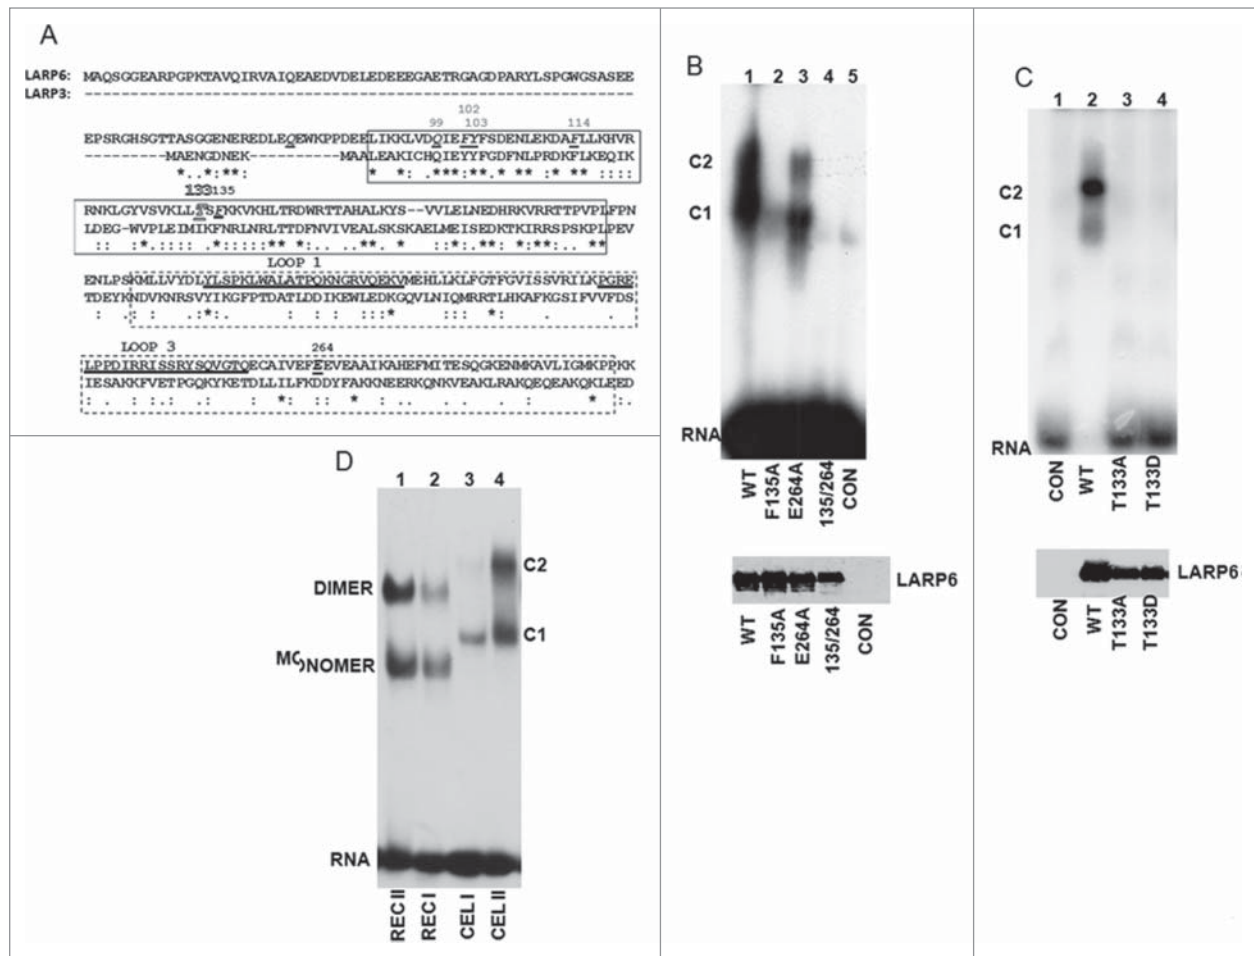 A
LARP6: MAQSGGEARPGPKTAVQIRVAIQEAEDVDELEDEEEGAETRGAGDPARYLSPGWGSASEE
LARP3: ------------------------------------------------------------
102
99 103 114
EPSRGHSGTTASGGENEREDLEQEWKPPDEELIKKLVDQIEFYFSDENLEKDAFLLKHVR
---------MAENGDNEK----------MAALEAKICHQIEYYFGDFNLPRDKFLKEQIK
133 135
RNKLGYVSVKLLTSFKKVKHLTRDWRTTAHALKYS--VVLELNEDHRKVRRTTPVPLFPN
LDEG-WVPLEIMIKFNRLNRLTTDFNVIVEALSKSKAELMEISEDKTKIRRSPSKPLPEV
LOOP 1
ENLPSKMLLVYDLYLSPKLWALATPQKNGRVQEKVMEHLLKLFGTFGVISSVRILKPGRE
TDEYKNDVKNRSVYIKGFPTDATLDDIKEWLEDKGQVLNIQMRRTLHKAFKGSIFVVFDS
LOOP 3 264
LPPDIRRISSRYSQVGTQECAIVEFEEVEAAIKAHEFMITESQGKENMKAVLIGMKPPKK
IESAKKFVETPGQKYKETDLLILFKDDYFAKKNEERKQNKVEAKLRAKQEQEAKQKLEED
B
1 2 3 4 5
C2
C1
RNA
WT F135A E264A 135/264 CON
LARP6
WT F135A E264A 135/264 CON
C
1 2 3 4
C2
C1
RNA
CON WT T133A T133D
LARP6
CON WT T133A T133D
D
1 2 3 4
C2
DIMER
C1
MONOMER
RNA
REC II REC I CEL I CEL II